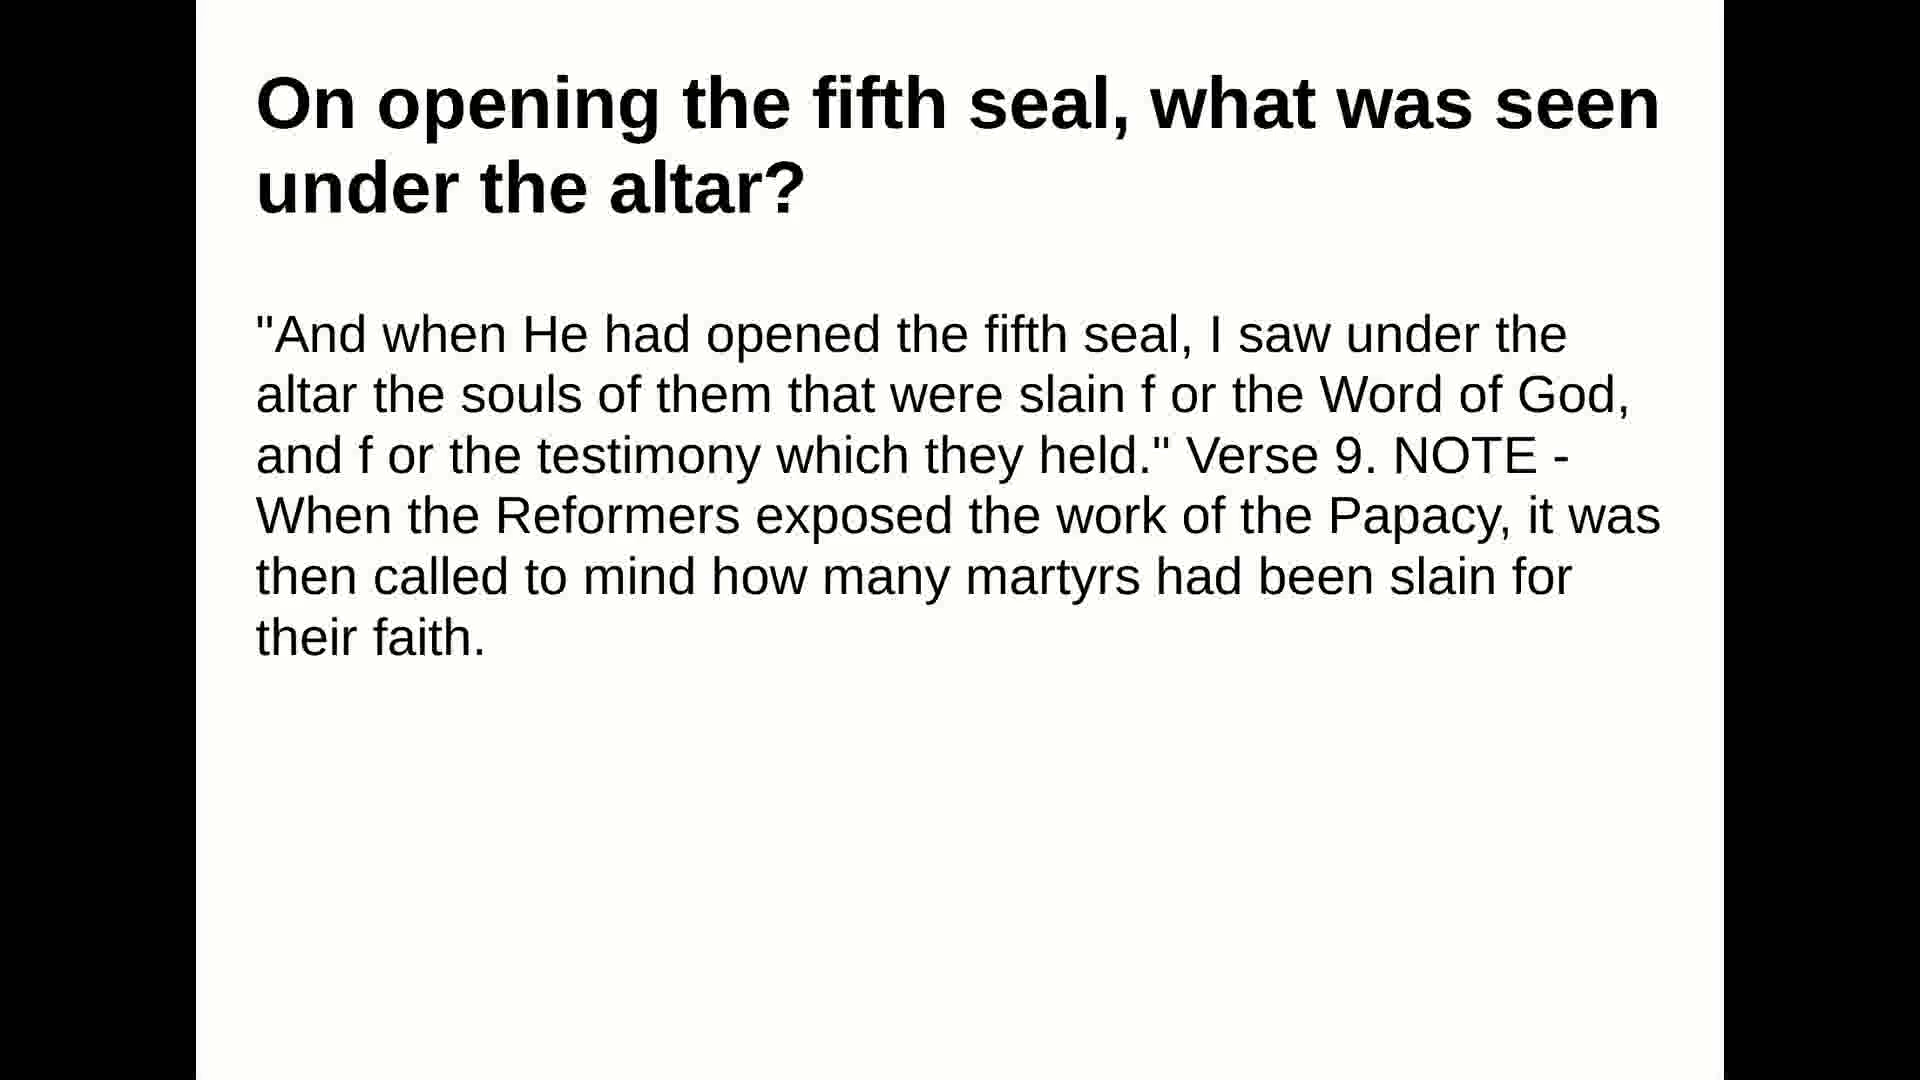 On opening the fifth seal, what was seen
under the altar?
"And when He had opened the fifth seal, I saw under the
altar the souls of them that were slain f or the Word of God,
and f or the testimony which they held." Verse 9. NOTE -
When the Reformers exposed the work of the Papacy, it was
then called to mind how many martyrs had been slain for
their faith.